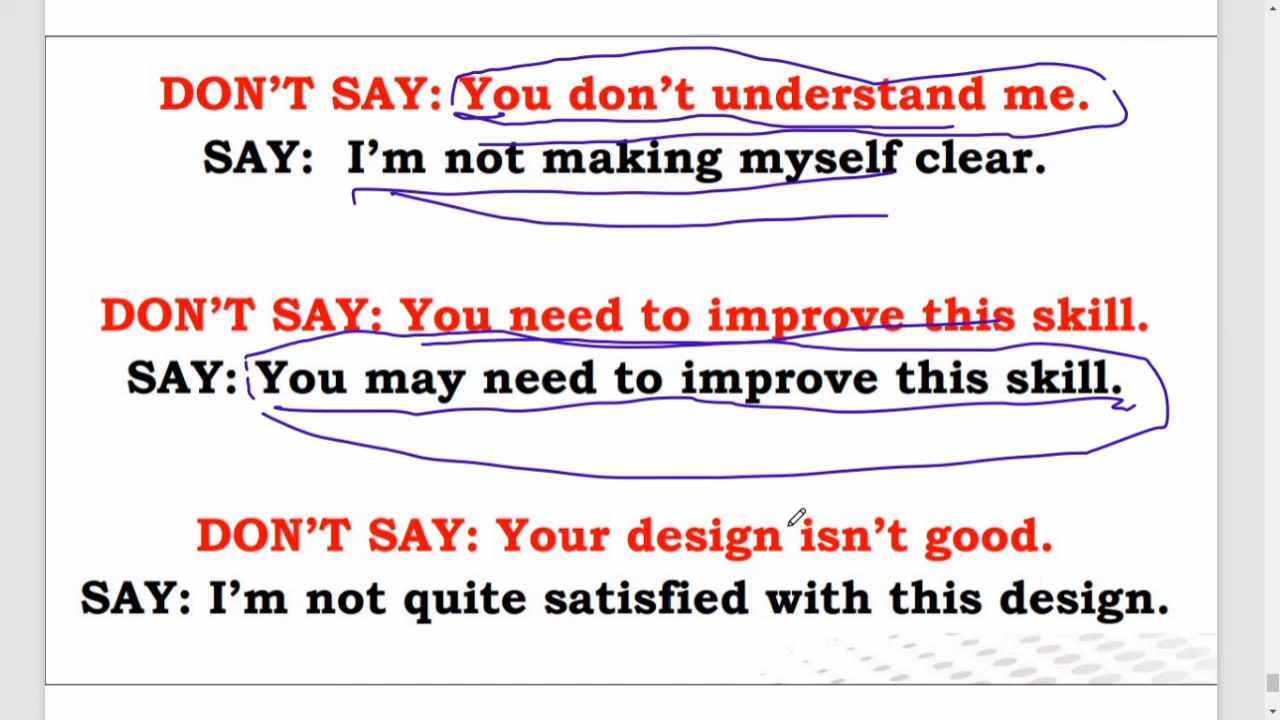 DON’T SAY: You don’t understand me.
SAY: I’m not making myself clear.
DON’T SAY: You need to improve this skill.
SAY: You may need to improve this skill.
DON’T SAY: Your design isn’t good.
SAY: I’m not quite satisfied with this design.